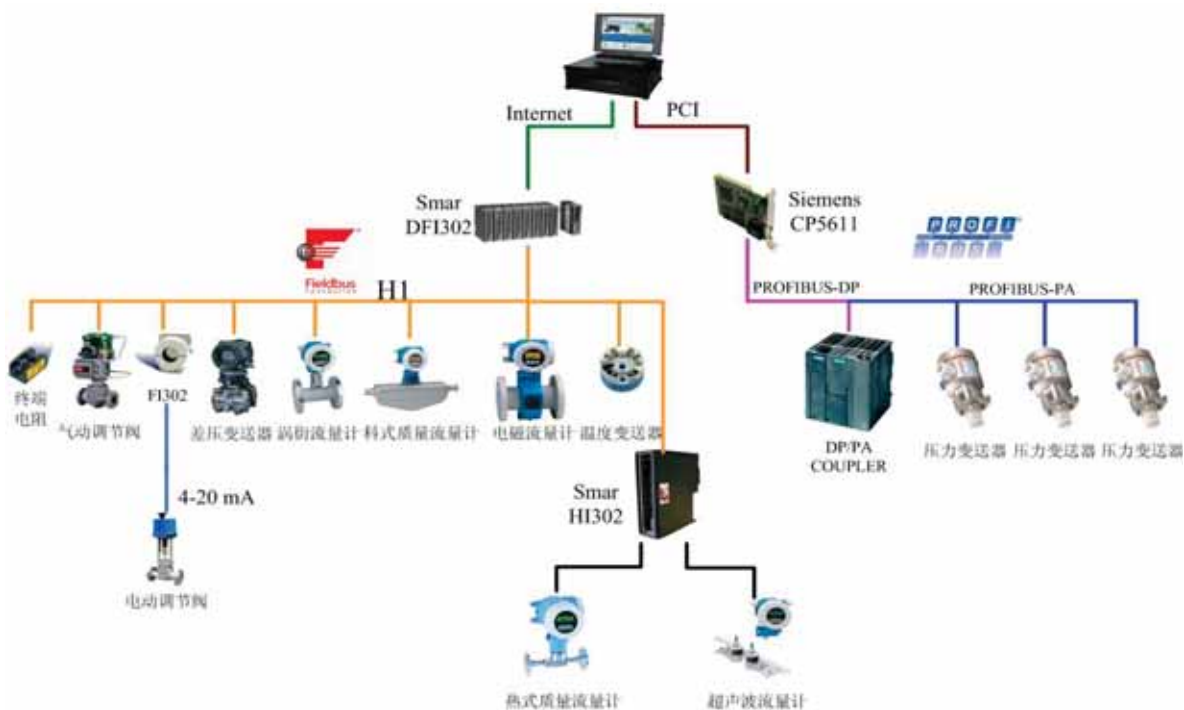 Internet
PCI
Smar
DFI302
Siemens
CP5611
PROFI
BUS
Fieldbus
FOUNDATION
H1
PROFIBUS-DP
PROFIBUS-PA
终端
电阻
气动调节阀
FI302
差压变送器
涡街流量计
科式质量流量计
电磁流量计
温度变送器
DP/PA
COUPLER
压力变送器
压力变送器
压力变送器
4-20 mA
Smar
HI302
电动调节阀
热式质量流量计
超声波流量计